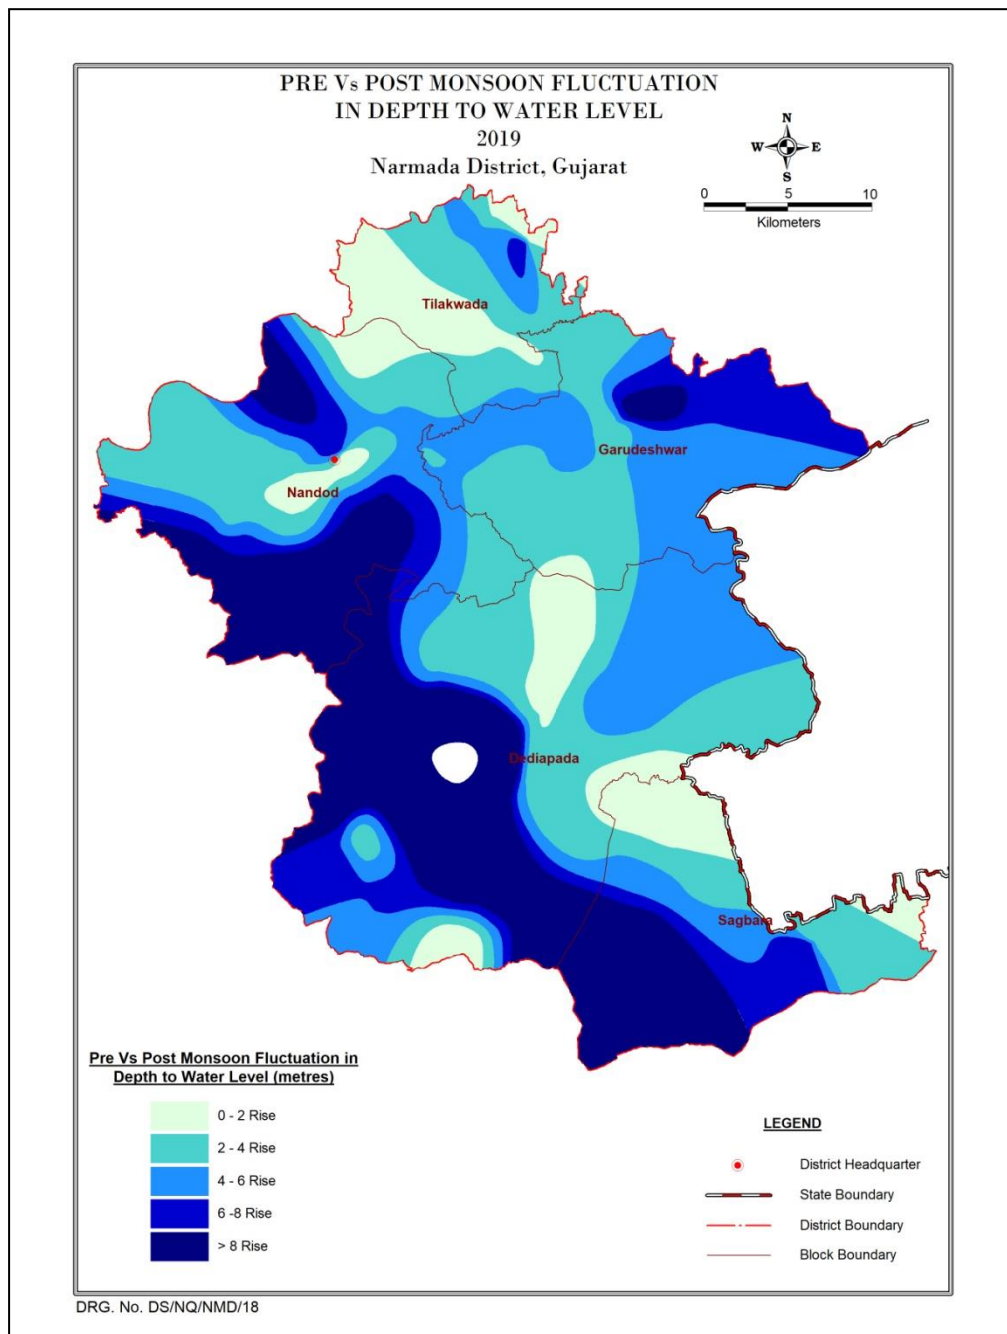 PRE Vs POST MONSOON FLUCTUATION
IN DEPTH TO WATER LEVEL
2019
Narmada District, Gujarat
N
W E
S
0 5 10
Kilometers
Tilakwada
Garudeshwar
Nandod
Dediapada
Sagbara
Pre Vs Post Monsoon Fluctuation in
Depth to Water Level (metres)
0 - 2 Rise
2 - 4 Rise
4 - 6 Rise
6 -8 Rise
> 8 Rise
LEGEND
District Headquarter
State Boundary
District Boundary
Block Boundary
DRG. No. DS/NQ/NMD/18